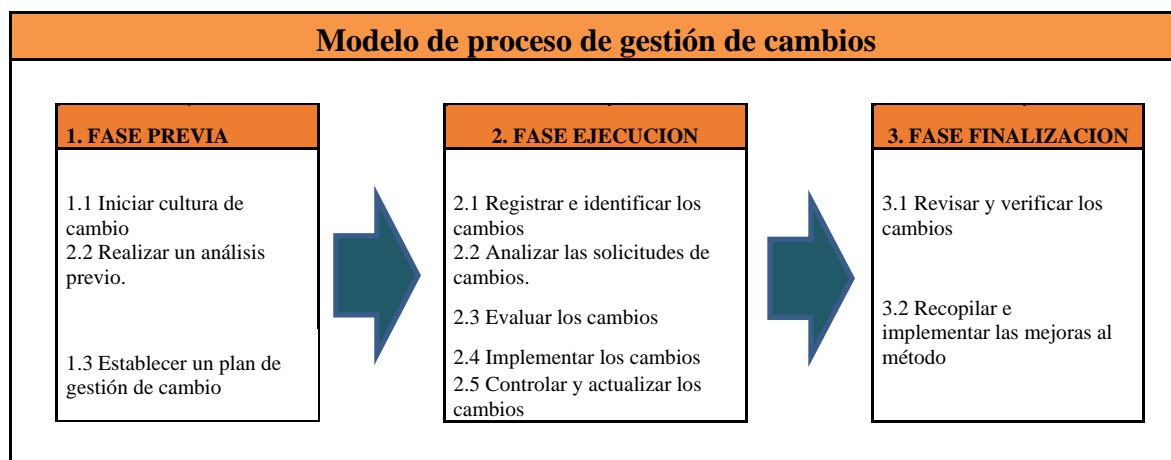 Modelo de proceso de gestión de cambios
1. FASE PREVIA
1.1 Iniciar cultura de
cambio
2.2 Realizar un análisis
previo.
1.3 Establecer un plan de
gestión de cambio
2. FASE EJECUCION
2.1 Registrar e identificar los
cambios
2.2 Analizar las solicitudes de
cambios.
2.3 Evaluar los cambios
2.4 Implementar los cambios
2.5 Controlar y actualizar los
cambios
3. FASE FINALIZACION
3.1 Revisar y verificar los
cambios
3.2 Recopilar e
implementar las mejoras al
método